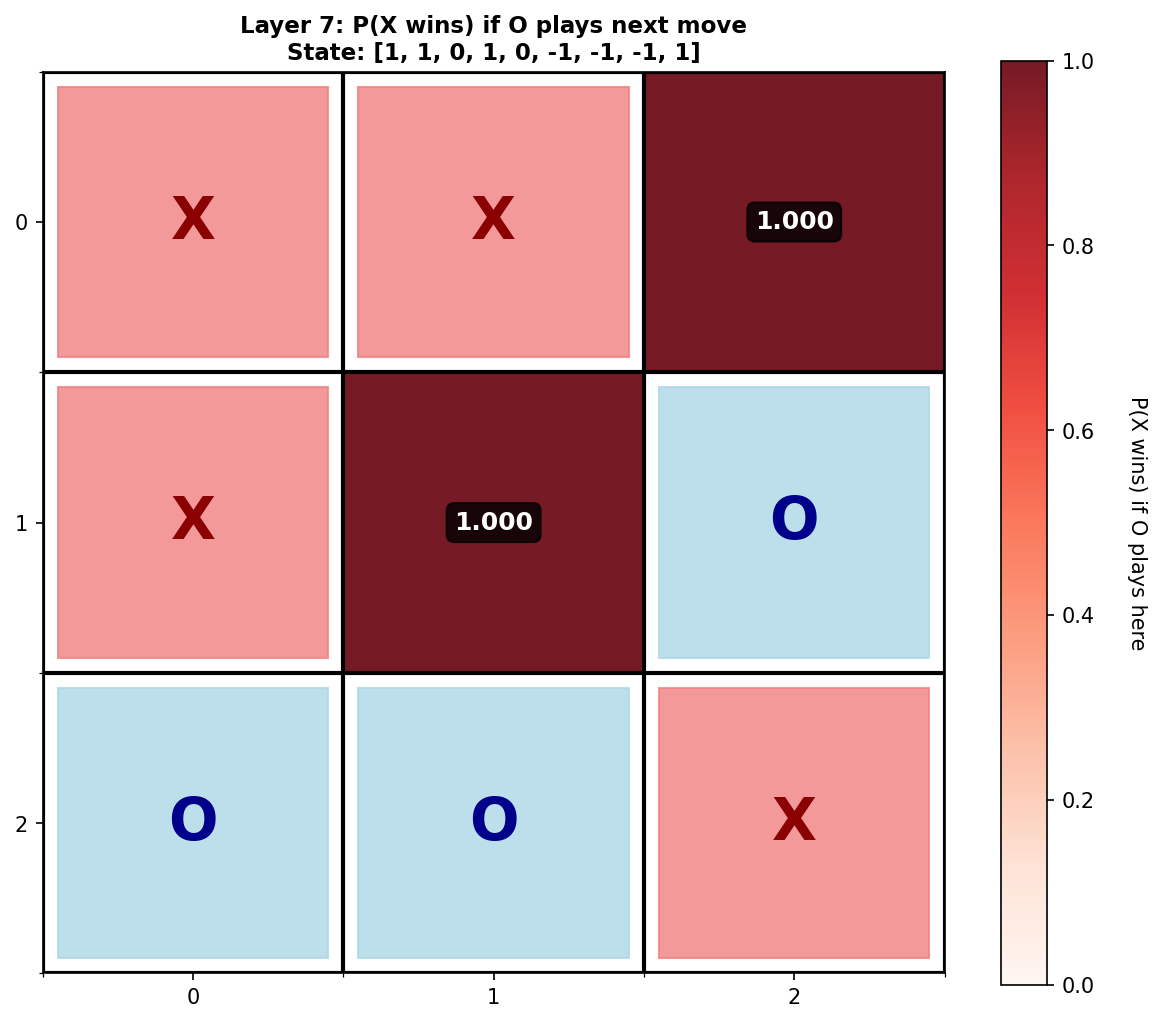 Layer 7: P(X wins) if O plays next move
State: [1, 1, 0, 1, 0, -1, -1, -1, 1]
0 X X 1.000
1 X 1.000 O
2 O O X
0 1 2
1.0
0.8
0.6
0.4
0.2
0.0
P(X wins) if O plays here